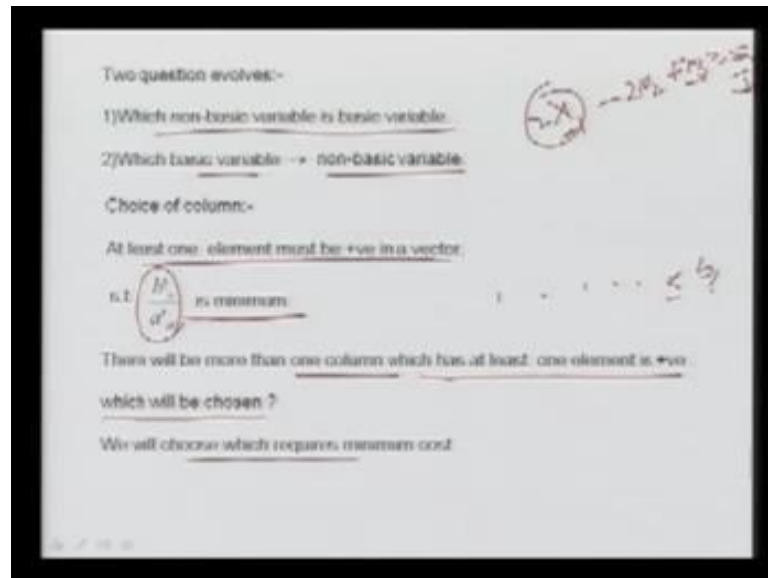 Two question evolves:-
1)Which non-basic variable is basic variable.
2)Which basic variable → non-basic variable.
Choice of column:-
At least one element must be +ve in a vector.
s.t. is minimum
≤ b
There will be more than one column which has at least one element is +ve
which will be chosen ?
We will choose which requires minimum cost